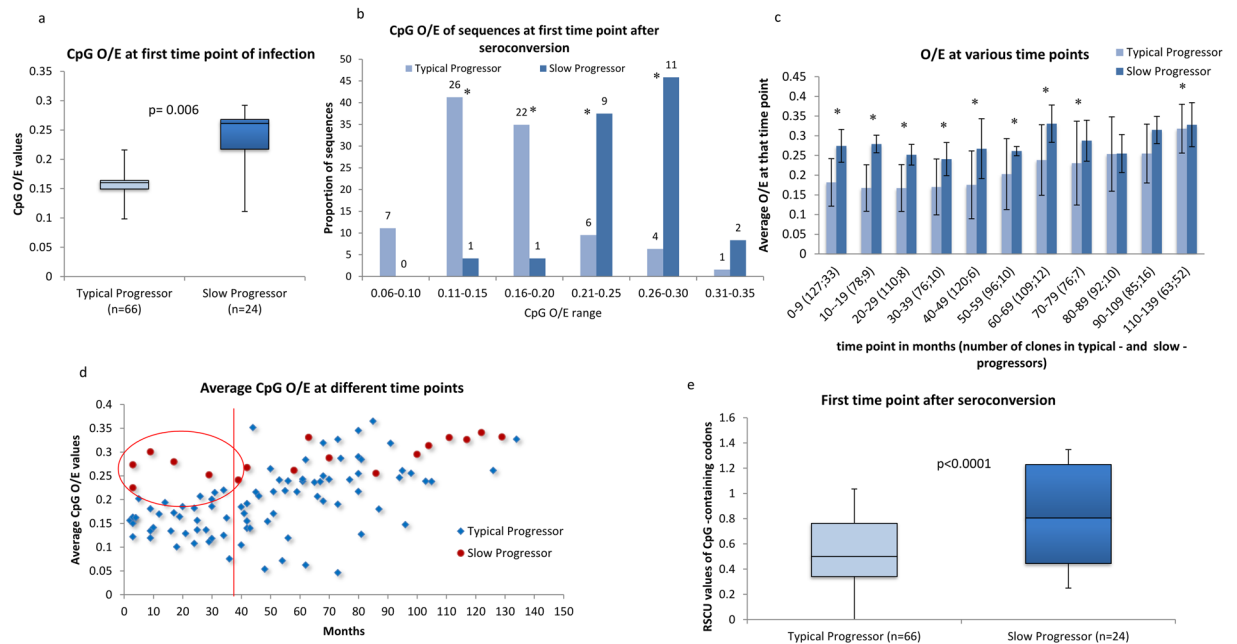 a
CpG O/E at first time point of infection
0.35
0.3
0.25
0.2
0.15
0.1
0.05
0
CpG O/E values
p= 0.006
Typical Progressor
(n=66)
Slow Progressor
(n=24)
b
CpG O/E of sequences at first time point after
seroconversion
Typical Progressor
Slow Progressor
50
45
40
35
30
25
20
15
10
5
0
Proportion of sequences
7
0
26
*
1
22
*
1
*
6
9
*
4
11
1
2
0.06-0.10
0.11-0.15
0.16-0.20
0.21-0.25
0.26-0.30
0.31-0.35
CpG O/E range
c
O/E at various time points
Typical Progressor
Slow Progressor
0.45
0.4
0.35
0.3
0.25
0.2
0.15
0.1
0.05
0
Average O/E at that time point
*
*
*
*
*
*
*
*
*
0-9 (127;33)
10–19 (78;9)
20-29 (110;8)
30-39 (76;10)
40-49 (120;6)
50-59 (96;10)
60-69 (109;12)
70-79 (76;7)
80-89 (92;10)
90-109 (85;16)
110-139 (63;52)
time point in months (number of clones in typical - and slow -
progressors)
d
Average CpG O/E at different time points
0.4
0.35
0.3
0.25
0.2
0.15
0.1
0.05
0
Average CpG O/E values
Typical Progressor
Slow Progressor
0 10 20 30 40 50 60 70 80 90 100 110 120 130 140 150
Months
e
First time point after seroconversion
1.6
1.4
1.2
1
0.8
0.6
0.4
0.2
0
RSCU values of CpG -containing codons
p<0.0001
Typical Progressor (n=66)
Slow Progressor (n=24)